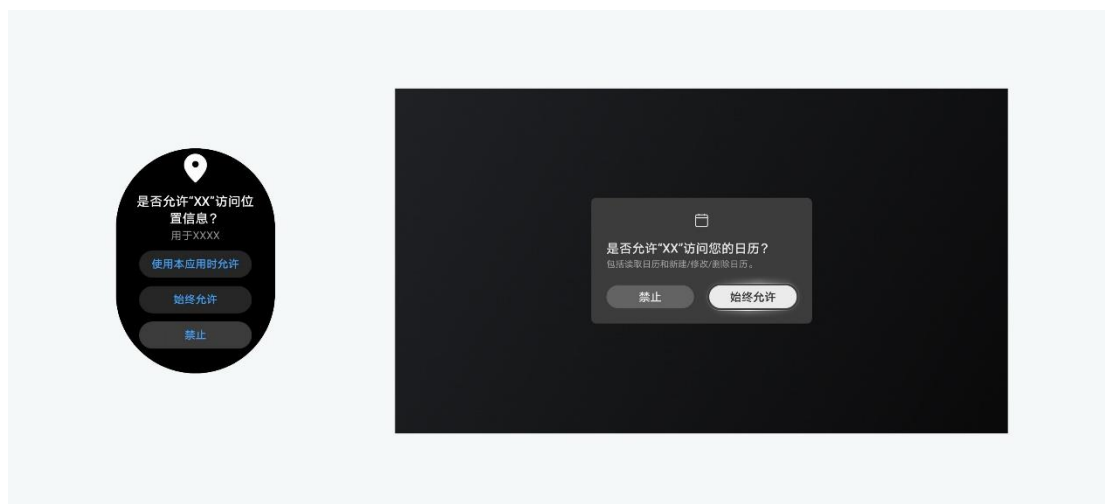 是否允许“XX”访问位
置信息？
用于XXXX
使用本应用时允许
始终允许
禁止
是否允许“XX”访问您的日历？
包括读取日历和新建/修改/删除日历。
禁止
始终允许